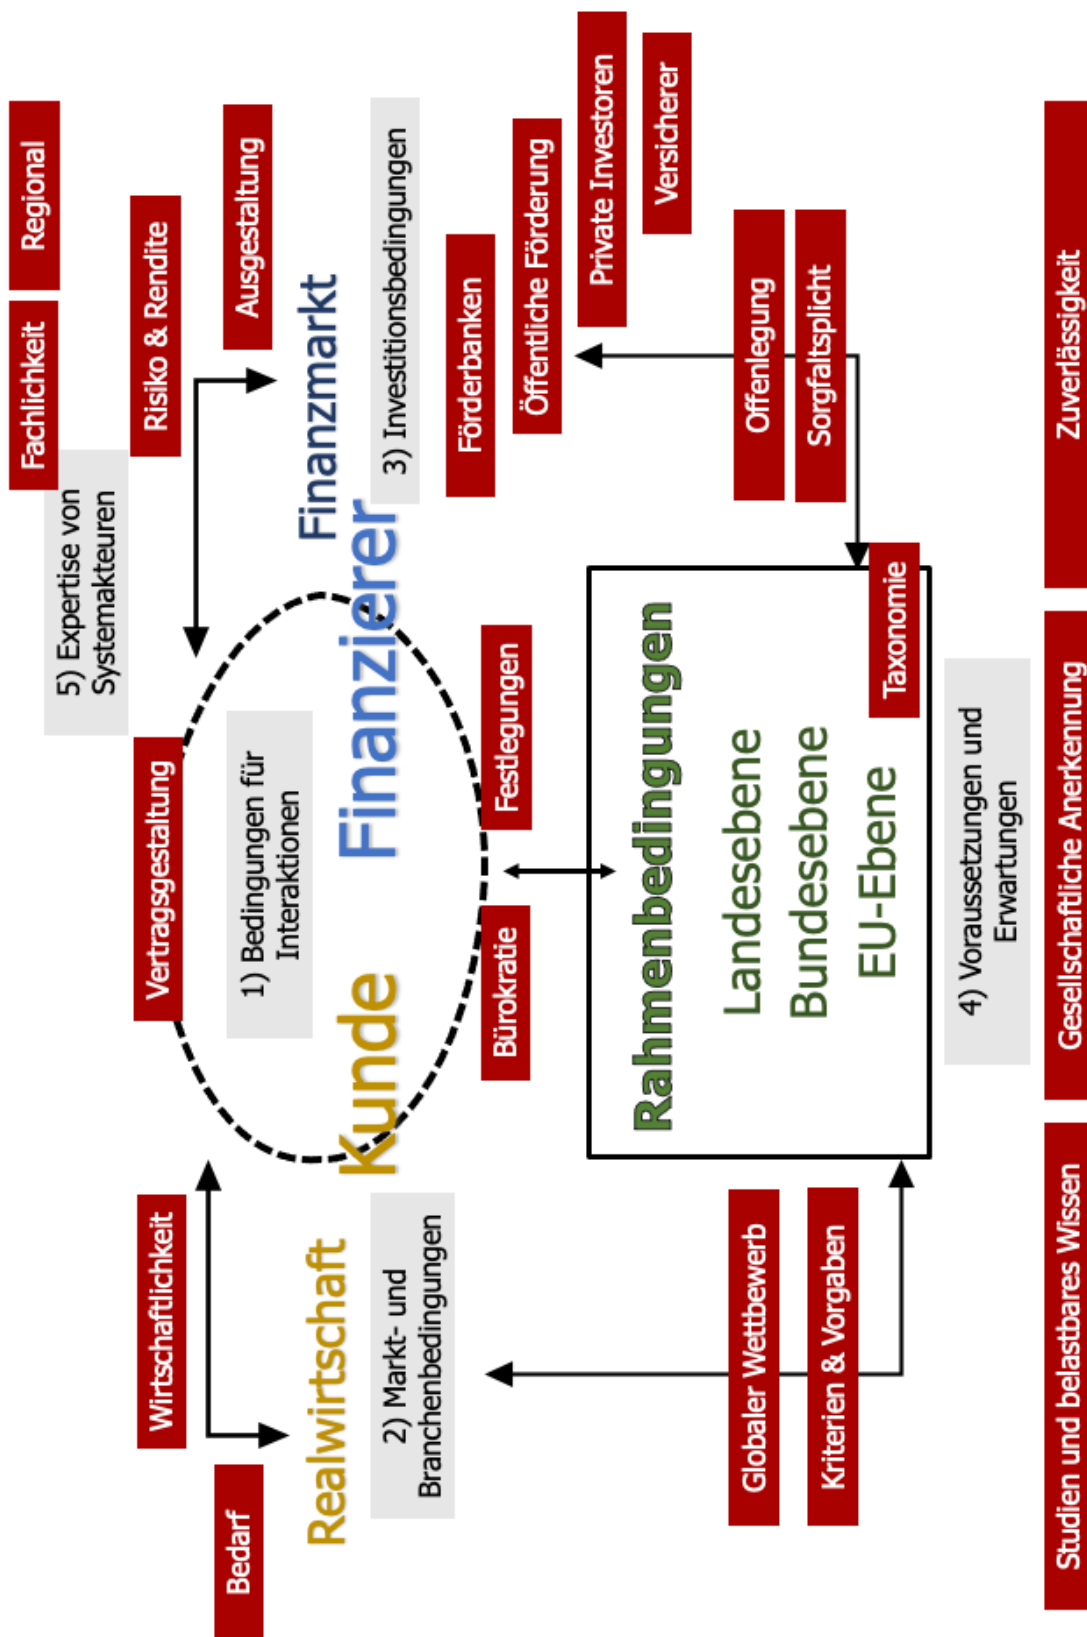 Fachlichkeit
Regional
5) Expertise von
Systemakteuren
Vertragsgestaltung
Risiko & Rendite
Wirtschaftlichkeit
Bedarf
Ausgestaltung
1) Bedingungen für
Interaktionen
Realwirtschaft
Kunde
Finanzierer
Finanzmarkt
2) Markt- und
Branchenbedingungen
3) Investitionsbedingungen
Bürokratie
Festlegungen
Förderbanken
Öffentliche Förderung
Private Investoren
Versicherer
Rahmenbedingungen
Landesebene
Bundesebene
EU-Ebene
Taxonomie
Globaler Wettbewerb
Kriterien & Vorgaben
Offenlegung
Sorgfaltsplicht
4) Voraussetzungen und
Erwartungen
Studien und belastbares Wissen
Gesellschaftliche Anerkennung
Zuverlässigkeit